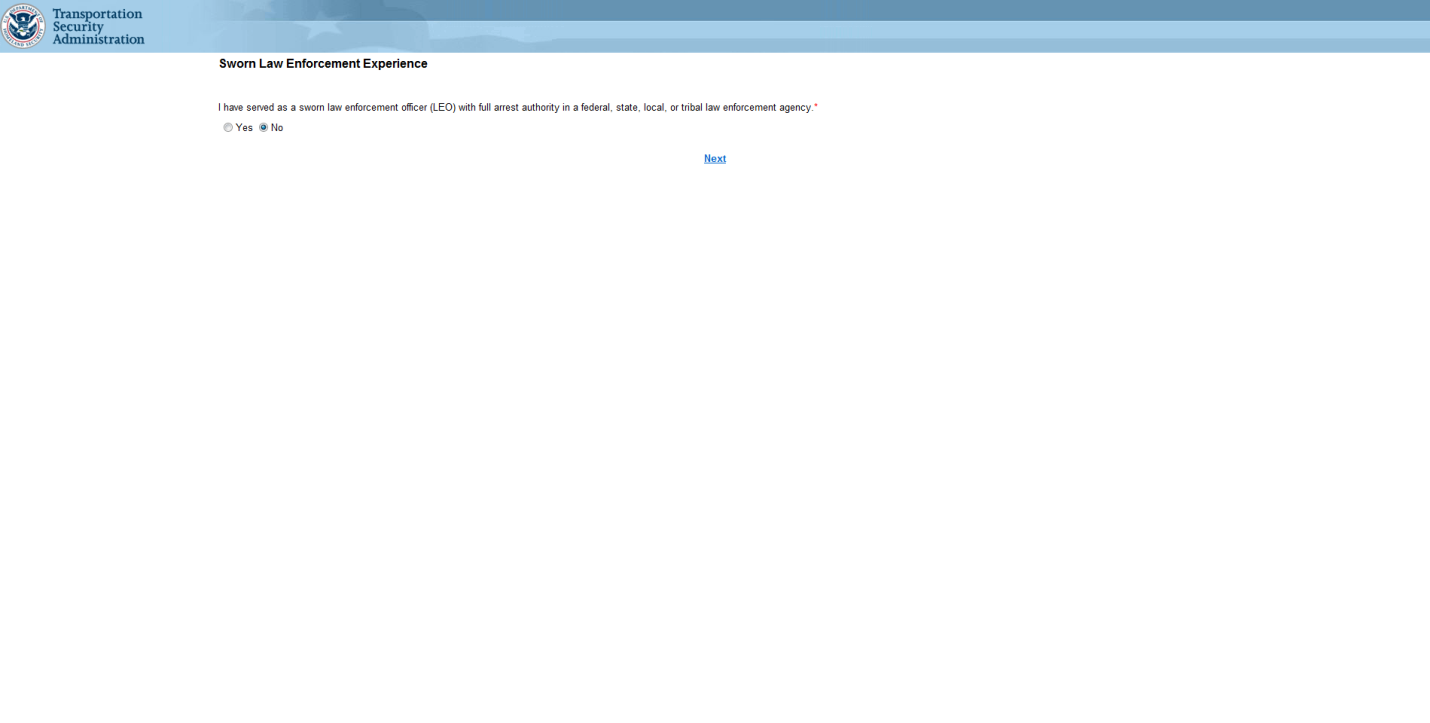 Transportation
Security
Administration
Sworn Law Enforcement Experience
I have served as a sworn law enforcement officer (LEO) with full arrest authority in a federal, state, local, or tribal law enforcement agency.*
Yes No
Next